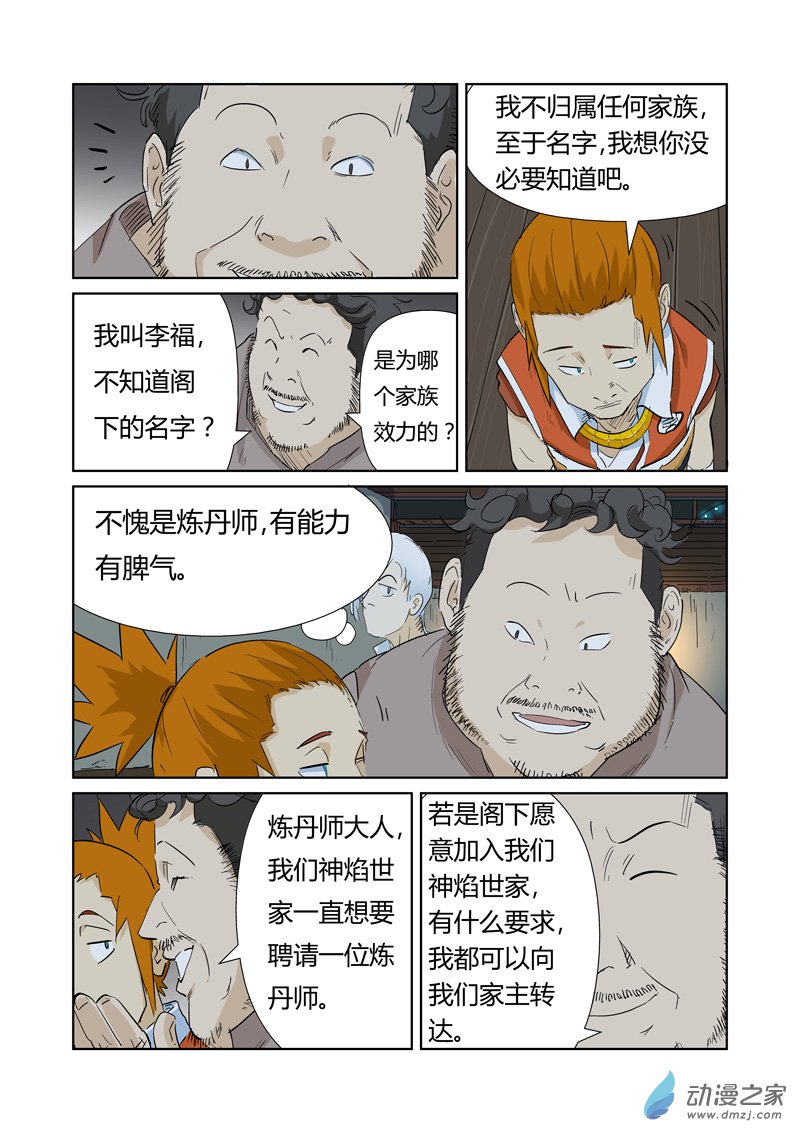 我叫李福，
不知道阁
下的名字？
是为哪
个家族
效力的？
我不归属任何家族，
至于名字，我想你没
必要知道吧。
不愧是炼丹师，有能力
有脾气。
炼丹师大人，
我们神焰世
家一直想要
聘请一位炼
丹师。
若是阁下愿
意加入我们
神焰世家，
有什么要求，
我都可以向
我们家主转
达。
动漫之家
www.dmzj.com